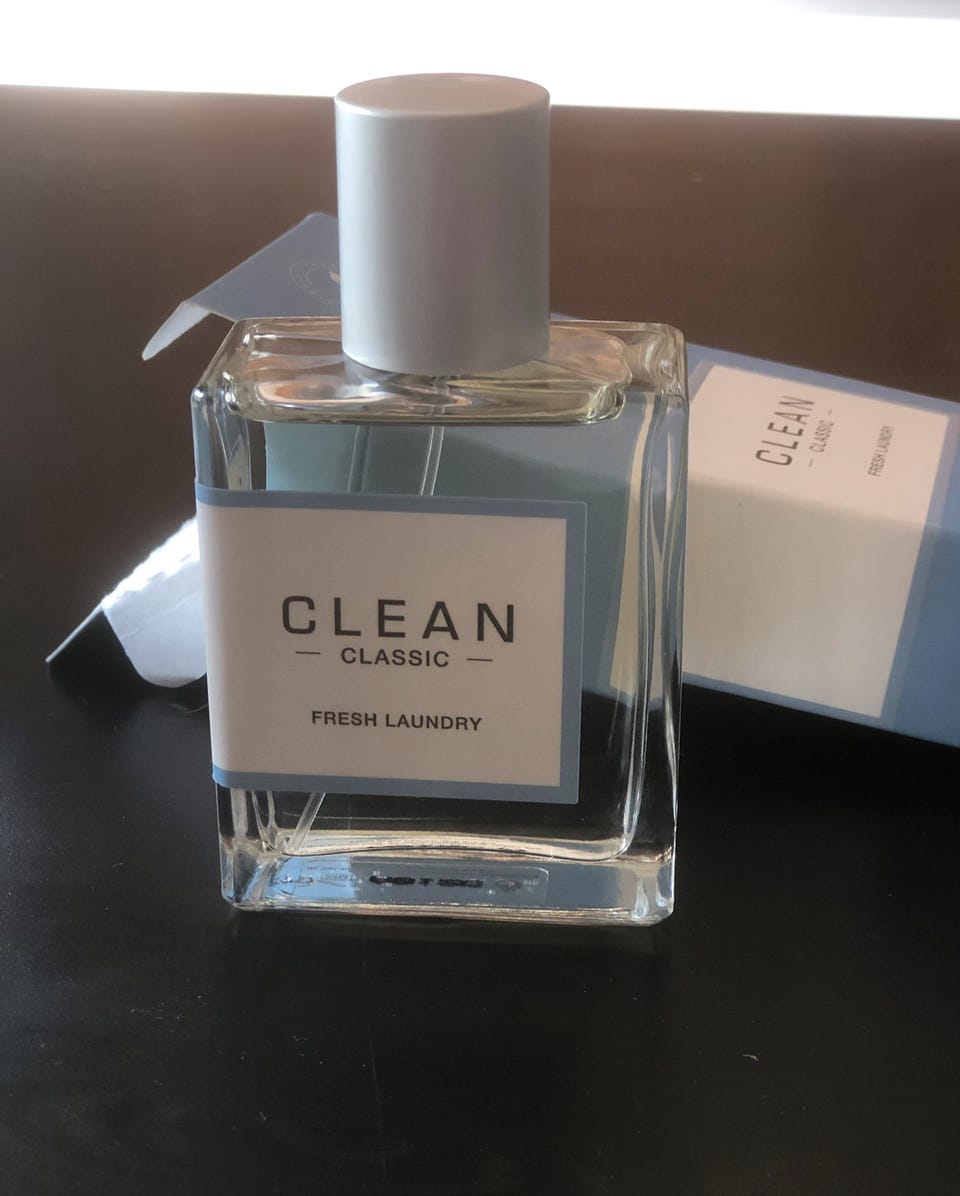 CLEAN
— CLASSIC —
FRESH LAUNDRY
CLEAN
— CLASSIC —
FRESH LAUNDRY